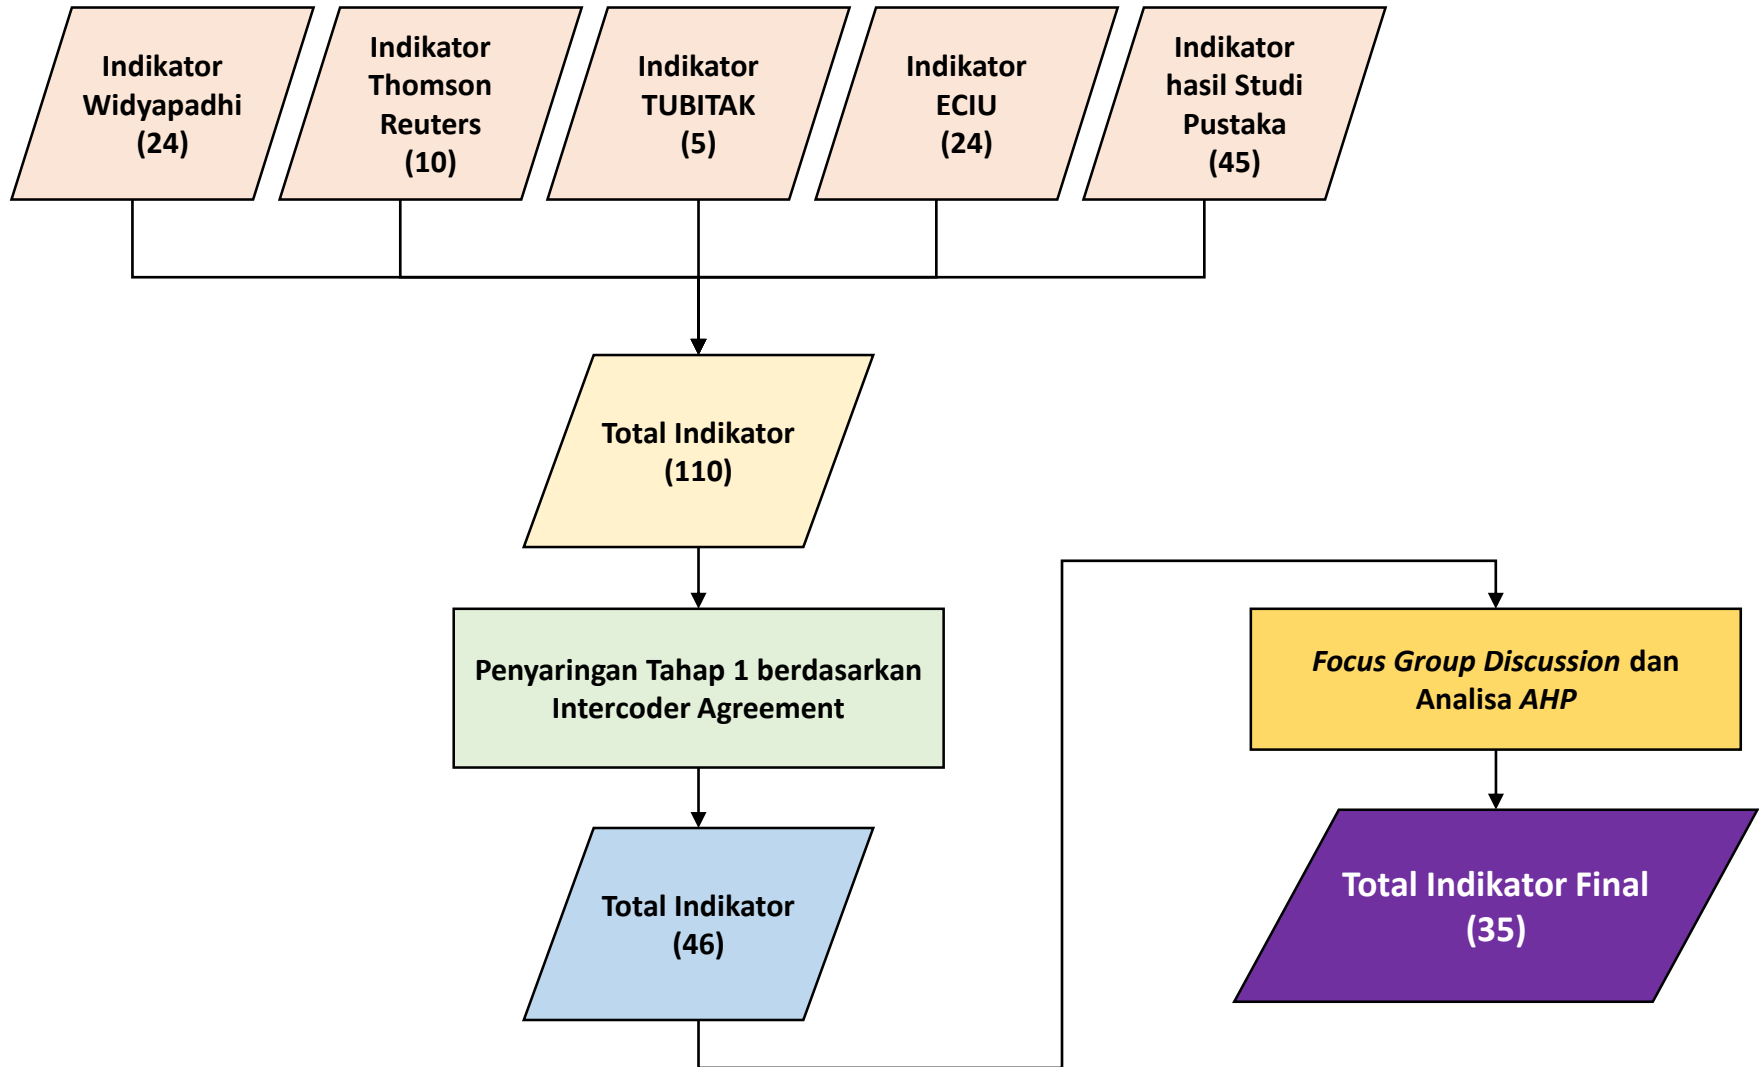 Indikator
Widyapadhi
(24)
Indikator
Thomson
Reuters
(10)
Indikator
TUBITAK
(5)
Indikator
ECIU
(24)
Indikator
hasil Studi
Pustaka
(45)
Total Indikator
(110)
Penyaringan Tahap 1 berdasarkan
Intercoder Agreement
Total Indikator
(46)
Focus Group Discussion dan
Analisa AHP
Total Indikator Final
(35)